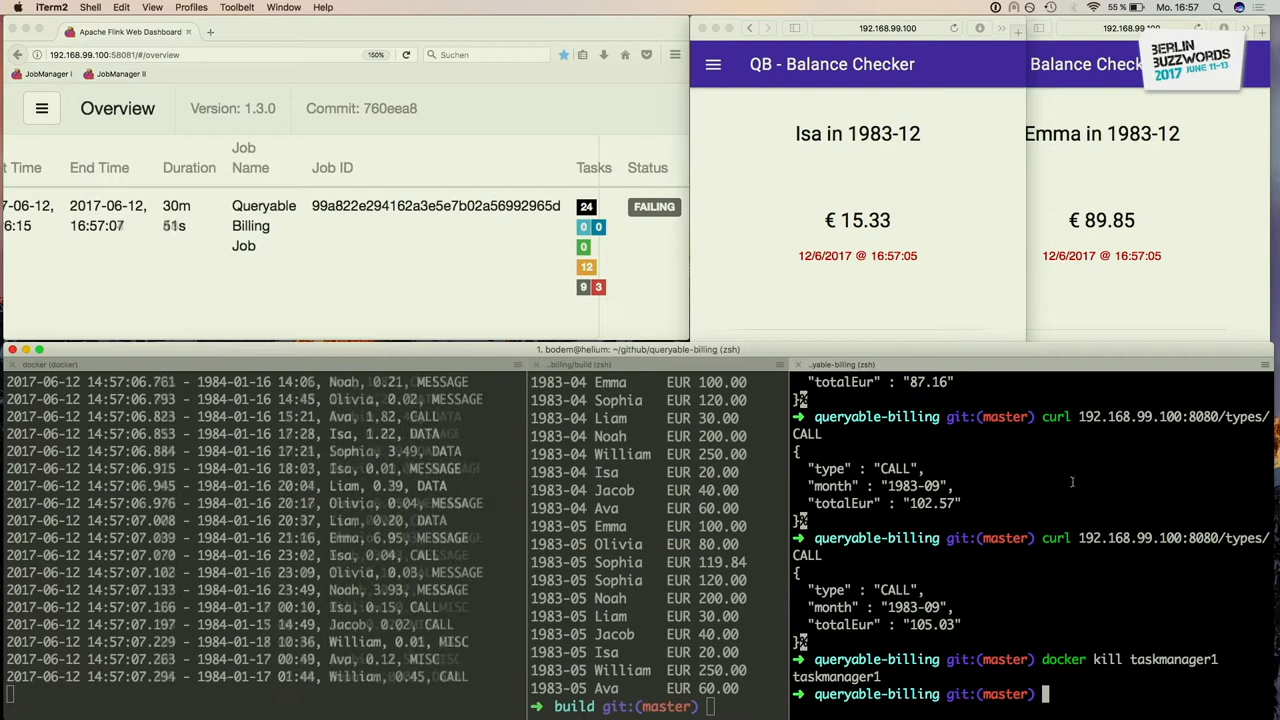 iTerm2 Shell Edit View Profiles Toolbelt Window Help
55 % Mo. 16:57
Apache Flink Web Dashboard
192.168.99.100:58081/#/overview
150%
Suchen
JobManager I JobManager II
Overview Version: 1.3.0 Commit: 760eea8
t Time End Time Duration Job Name Job ID Tasks Status
7-06-12, 6:15
2017-06-12, 16:57:07
30m 51s
Queryable Billing Job
99a822e294162a3e5e7b02a56992965d
24
0 0
0
12
9 3
FAILING
192.168.99.100
QB - Balance Checker
Isa in 1983-12
€ 15.33
12/6/2017 @ 16:57:05
192.168.99.100
Balance Check
BERLIN
BUZZWORDS
2017 JUNE 11-13
Emma in 1983-12
€ 89.85
12/6/2017 @ 16:57:05
1. bodem@helium: ~/github/queryable-billing (zsh)
docker (docker)
2017-06-12 14:57:06.761 - 1984-01-16 14:06, Noah, 0.21, MESSAGE
2017-06-12 14:57:06.793 - 1984-01-16 14:45, Olivia, 0.02, MESSAGE
2017-06-12 14:57:06.823 - 1984-01-16 15:21, Ava, 1.82, CALL
2017-06-12 14:57:06.853 - 1984-01-16 17:28, Isa, 1.22, DATA
2017-06-12 14:57:06.884 - 1984-01-16 17:21, Sophia, 3.49, DATA
2017-06-12 14:57:06.915 - 1984-01-16 18:03, Isa, 0.01, MESSAGE
2017-06-12 14:57:06.945 - 1984-01-16 20:04, Liam, 0.39, DATA
2017-06-12 14:57:06.976 - 1984-01-16 20:17, Olivia, 0.04, MESSAGE
2017-06-12 14:57:07.008 - 1984-01-16 20:37, Liam, 0.20, DATA
2017-06-12 14:57:07.039 - 1984-01-16 21:16, Emma, 6.95, MESSAGE
2017-06-12 14:57:07.070 - 1984-01-16 23:02, Isa, 0.04, CALL
2017-06-12 14:57:07.102 - 1984-01-16 23:09, Olivia, 0.03, MESSAGE
2017-06-12 14:57:07.133 - 1984-01-16 23:49, Noah, 3.93, MESSAGE
2017-06-12 14:57:07.166 - 1984-01-17 00:10, Isa, 0.15, CALL
2017-06-12 14:57:07.197 - 1984-01-17 Jacob, 0.02, CALL
2017-06-12 14:57:07.229 - 1984-01-18 10:36, William, 0.01, MISC
2017-06-12 14:57:07.263 - 1984-01-17 00:49, Ava, 0.12, MISC
2017-06-12 14:57:07.294 - 1984-01-17 01:44, William, 0.45, CALL
..billing/build (zsh)
1983-04 Emma EUR 100.00
1983-04 Sophia EUR 120.00
1983-04 Liam EUR 30.00
1983-04 Noah EUR 200.00
1983-04 William EUR 250.00
1983-04 Isa EUR 20.00
1983-04 Jacob EUR 40.00
1983-04 Ava EUR 60.00
1983-05 Emma EUR 100.00
1983-05 Olivia EUR 80.00
1983-05 Sophia EUR 119.84
1983-05 Sophia EUR 120.00
1983-05 Noah EUR 200.00
1983-05 Liam EUR 30.00
1983-05 Jacob EUR 40.00
1983-05 Isa EUR 20.00
1983-05 William EUR 250.00
1983-05 Ava EUR 60.00
➜ build git:(master)
..yable-billing (zsh)
"totalEur" : "87.16"
}%
➜ queryable-billing git:(master) curl 192.168.99.100:8080/types/
CALL
{
"type" : "CALL",
"month" : "1983-09",
"totalEur" : "102.57"
}%
➜ queryable-billing git:(master) curl 192.168.99.100:8080/types/
CALL
{
"type" : "CALL",
"month" : "1983-09",
"totalEur" : "105.03"
}%
➜ queryable-billing git:(master) docker kill taskmanager1
taskmanager1
➜ queryable-billing git:(master)